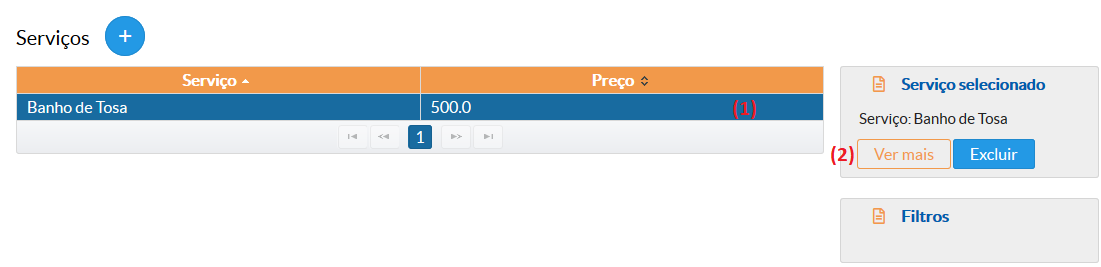 Serviços +
Serviço Preço
Banho de Tosa 500.0 (1)
1
Serviço selecionado
Serviço: Banho de Tosa
(2) Ver mais Excluir
Filtros